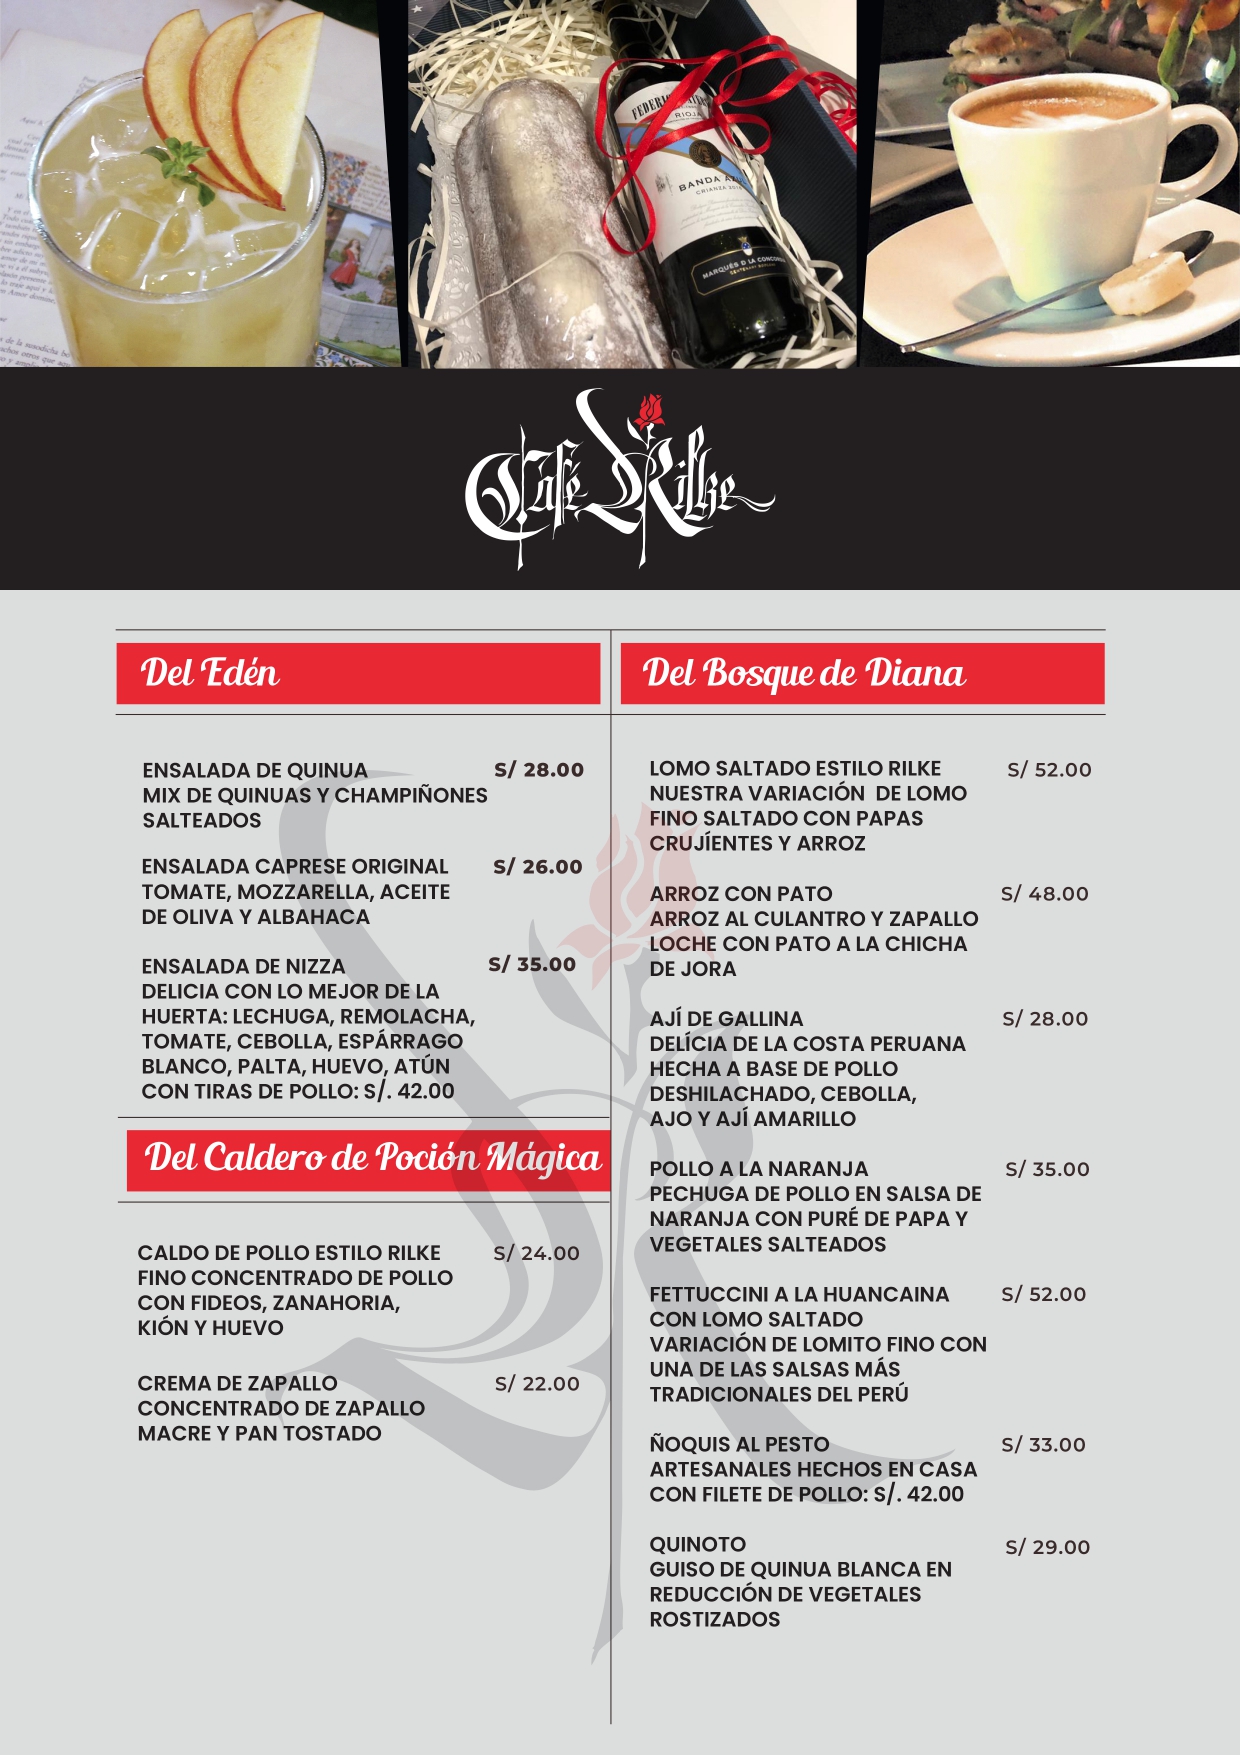 FEDERICO
RIOJA
BANDA AZUL
CRIANZA
MARQUÉS D LA CONCORDIA
Café Rilke
Del Edén
ENSALADA DE QUINUA S/ 28.00
MIX DE QUINUAS Y CHAMPIÑONES
SALTEADOS
ENSALADA CAPRESE ORIGINAL S/ 26.00
TOMATE, MOZZARELLA, ACEITE
DE OLIVA Y ALBAHACA
ENSALADA DE NIZZA S/ 35.00
DELICIA CON LO MEJOR DE LA
HUERTA: LECHUGA, REMOLACHA,
TOMATE, CEBOLLA, ESPÁRRAGO
BLANCO, PALTA, HUEVO, ATÚN
CON TIRAS DE POLLO: S/. 42.00
Del Caldero de Poción Mágica
CALDO DE POLLO ESTILO RILKE S/ 24.00
FINO CONCENTRADO DE POLLO
CON FIDEOS, ZANAHORIA,
KIÓN Y HUEVO
CREMA DE ZAPALLO S/ 22.00
CONCENTRADO DE ZAPALLO
MACRE Y PAN TOSTADO
Del Bosque de Diana
LOMO SALTADO ESTILO RILKE S/ 52.00
NUESTRA VARIACIÓN DE LOMO
FINO SALTADO CON PAPAS
CRUJÍENTES Y ARROZ
ARROZ CON PATO S/ 48.00
ARROZ AL CULANTRO Y ZAPALLO
LOCHE CON PATO A LA CHICHA
DE JORA
AJÍ DE GALLINA S/ 28.00
DELÍCIA DE LA COSTA PERUANA
HECHA A BASE DE POLLO
DESHILACHADO, CEBOLLA,
AJO Y AJÍ AMARILLO
POLLO A LA NARANJA S/ 35.00
PECHUGA DE POLLO EN SALSA DE
NARANJA CON PURÉ DE PAPA Y
VEGETALES SALTEADOS
FETTUCCINI A LA HUANCAINA S/ 52.00
CON LOMO SALTADO
VARIACIÓN DE LOMITO FINO CON
UNA DE LAS SALSAS MÁS
TRADICIONALES DEL PERÚ
ÑOQUIS AL PESTO S/ 33.00
ARTESANALES HECHOS EN CASA
CON FILETE DE POLLO: S/. 42.00
QUINOTO S/ 29.00
GUISO DE QUINUA BLANCA EN
REDUCCIÓN DE VEGETALES
ROSTIZADOS